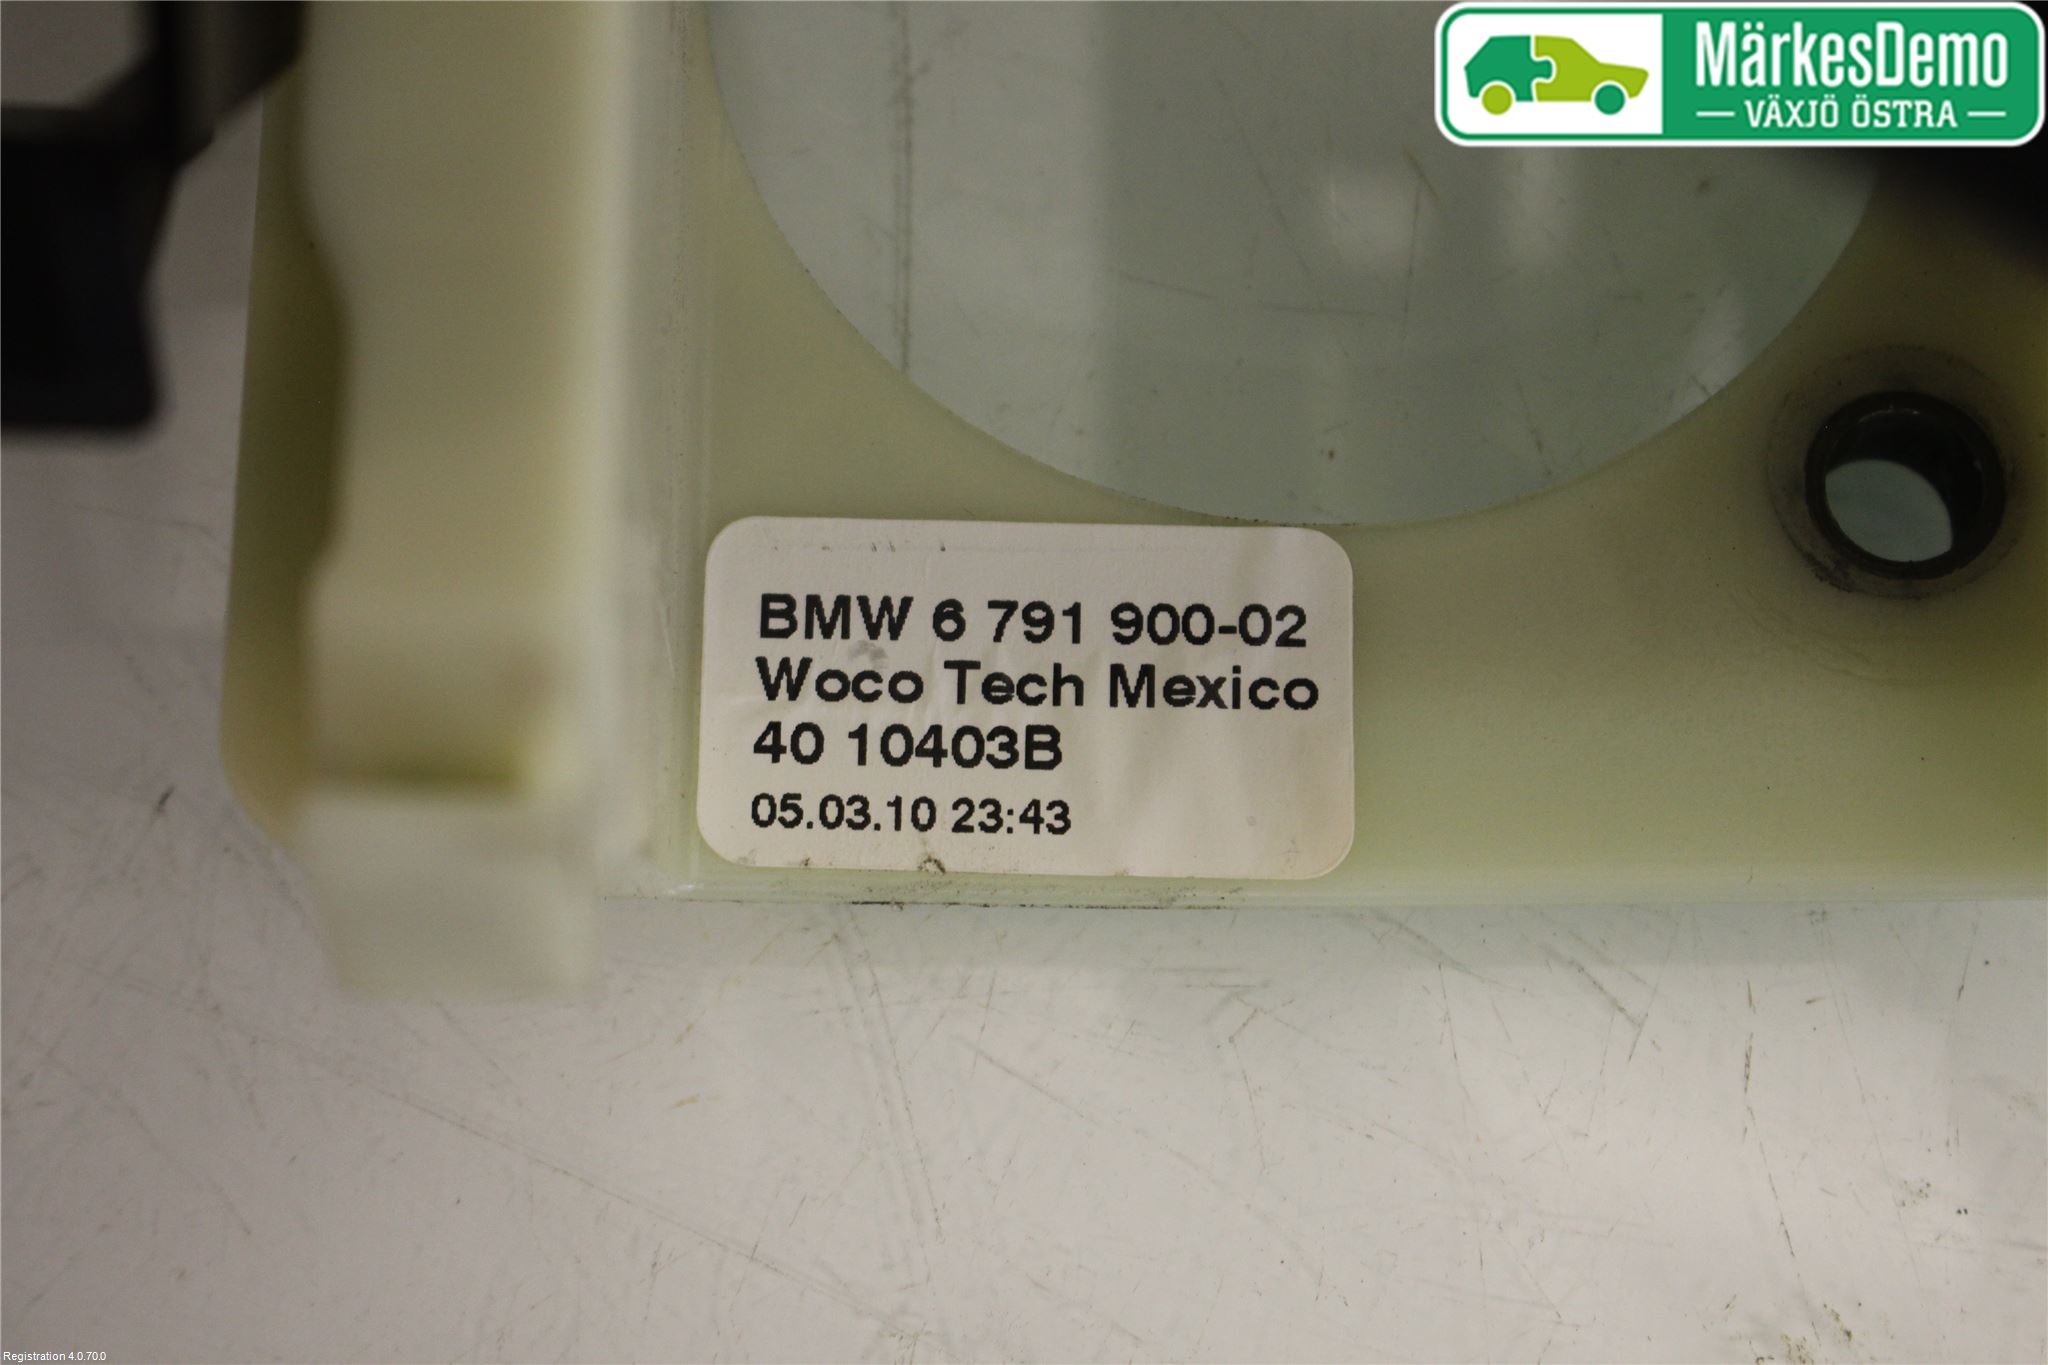 MärkesDemo
VÄXJÖ ÖSTRA
BMW 6 791 900-02
Woco Tech Mexico
40 10403B
05.03.10 23:43
Registration 4.0.70.0